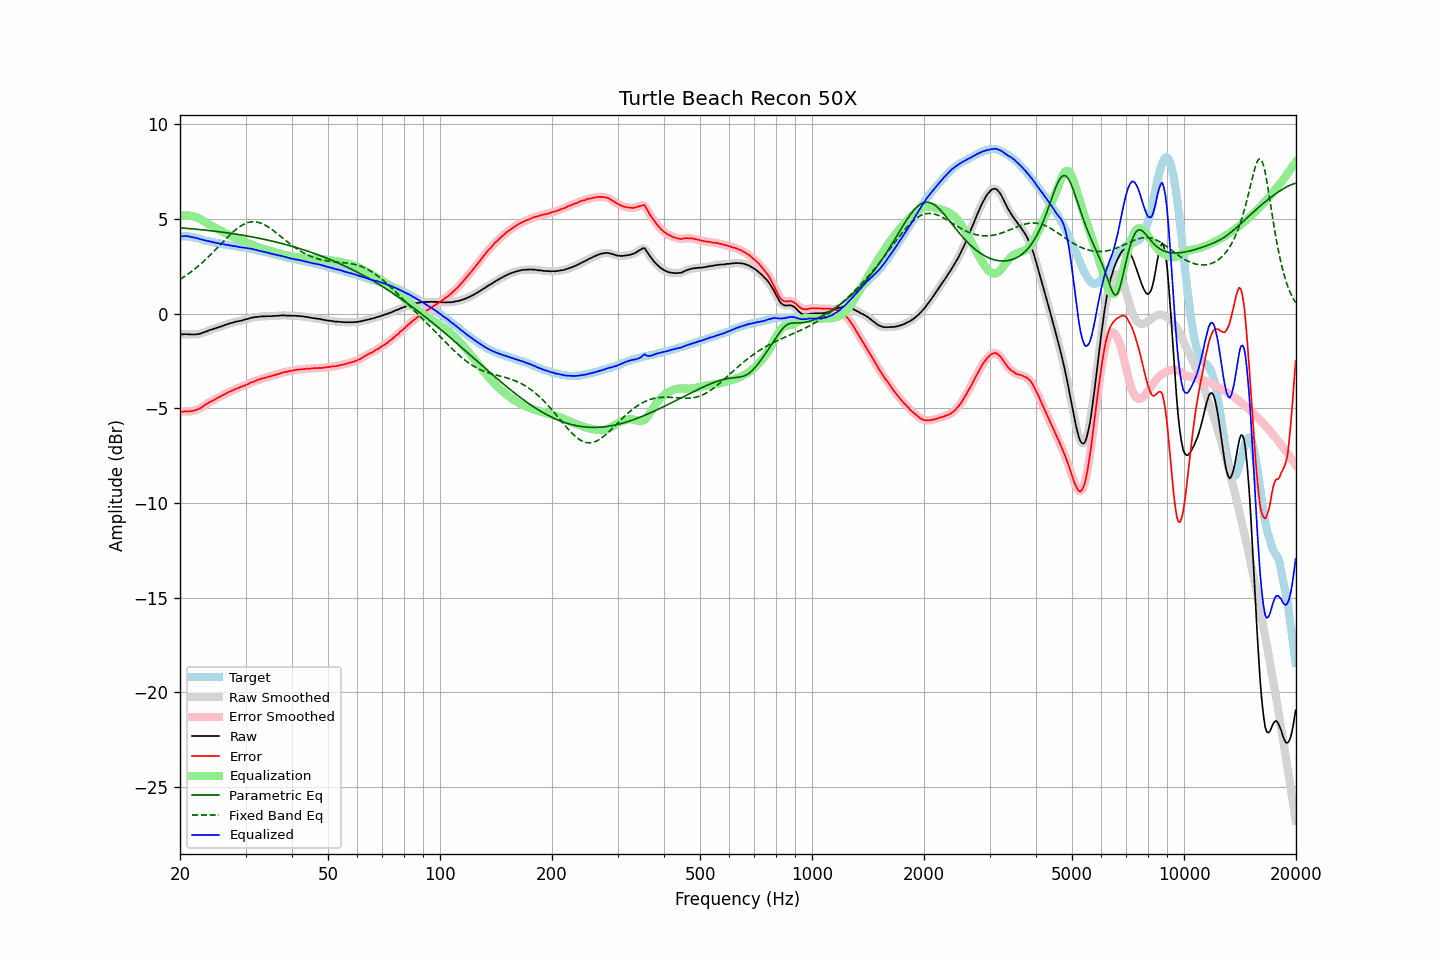 Turtle Beach Recon 50X
10
5
0
−5
−10
−15
−20
−25
Amplitude (dBr)
Target
Raw Smoothed
Error Smoothed
Raw
Error
Equalization
Parametric Eq
Fixed Band Eq
Equalized
20 50 100 200 500 1000 2000 5000 10000 20000
Frequency (Hz)